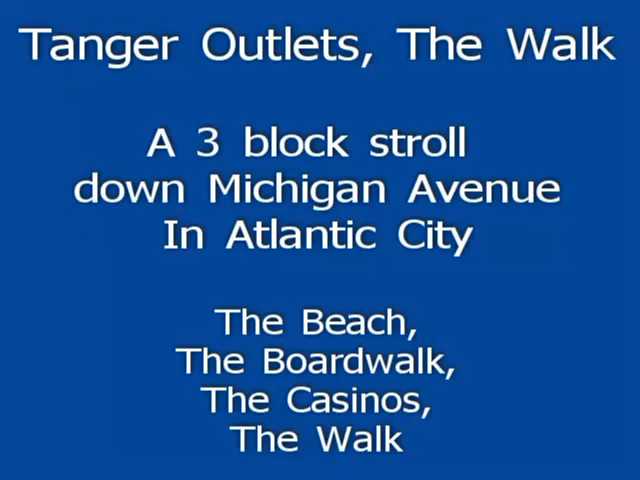 Tanger Outlets, The Walk
A 3 block stroll
down Michigan Avenue
In Atlantic City
The Beach,
The Boardwalk,
The Casinos,
The Walk